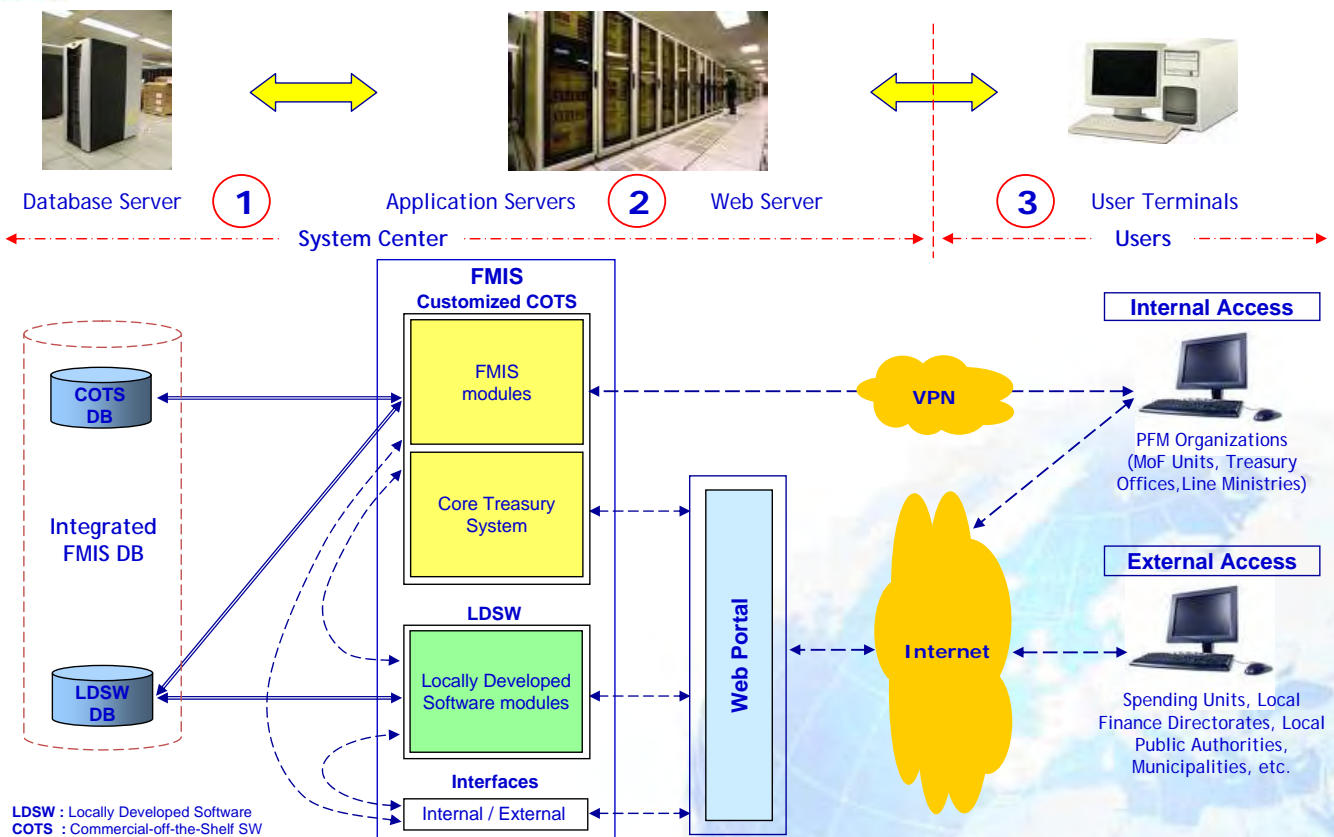 Database Server
1
Application Servers
2
Web Server
3
User Terminals
System Center
Users
FMIS
Customized COTS
FMIS
modules
Core Treasury
System
LDSW
Locally Developed
Software modules
Interfaces
Internal / External
COTS
DB
Integrated
FMIS DB
LDSW
DB
LDSW : Locally Developed Software
COTS : Commercial-off-the-Shelf SW
Web Portal
VPN
Internet
Internal Access
PFM Organizations
(MoF Units, Treasury
Offices,Line Ministries)
External Access
Spending Units, Local
Finance Directorates, Local
Public Authorities,
Municipalities, etc.